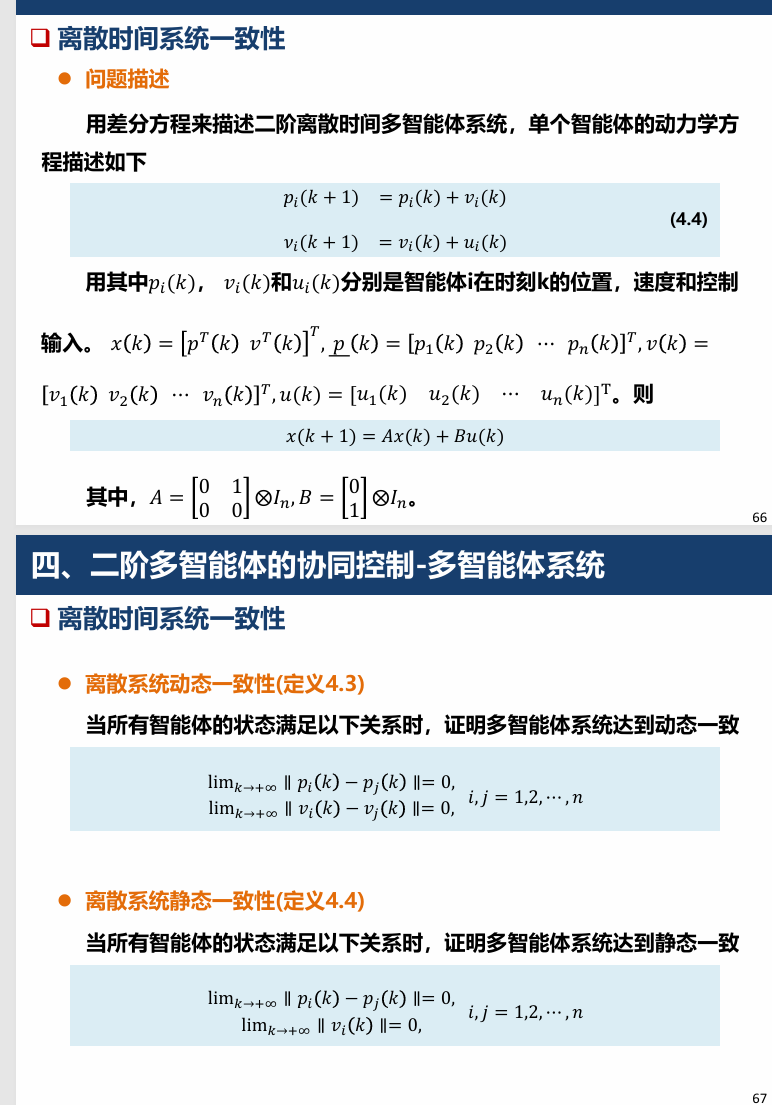 离散时间系统一致性
问题描述
用差分方程来描述二阶离散时间多智能体系统，单个智能体的动力学方
程描述如下
p_i(k + 1) = p_i(k) + v_i(k)
(4.4)
v_i(k + 1) = v_i(k) + u_i(k)
用其中p_i(k)， v_i(k)和u_i(k)分别是智能体i在时刻k的位置，速度和控制
输入。 x(k) = [p^T(k) v^T(k)]^T, p (k) = [p_1(k) p_2(k) ⋯ p_n(k)]^T, v(k) =
[v_1(k) v_2(k) ⋯ v_n(k)]^T, u(k) = [u_1(k) u_2(k) ⋯ u_n(k)]^T。则
x(k + 1) = Ax(k) + Bu(k)
其中，A = [0 1; 0 0]⊗I_n, B = [0; 1]⊗I_n。
66
四、二阶多智能体的协同控制-多智能体系统
离散时间系统一致性
离散系统动态一致性(定义4.3)
当所有智能体的状态满足以下关系时，证明多智能体系统达到动态一致
lim_{k→+∞} ∥ p_i(k) − p_j(k) ∥= 0,
lim_{k→+∞} ∥ v_i(k) − v_j(k) ∥= 0,
i, j = 1,2, ⋯ , n
离散系统静态一致性(定义4.4)
当所有智能体的状态满足以下关系时，证明多智能体系统达到静态一致
lim_{k→+∞} ∥ p_i(k) − p_j(k) ∥= 0,
lim_{k→+∞} ∥ v_i(k) ∥= 0,
i, j = 1,2, ⋯ , n
67